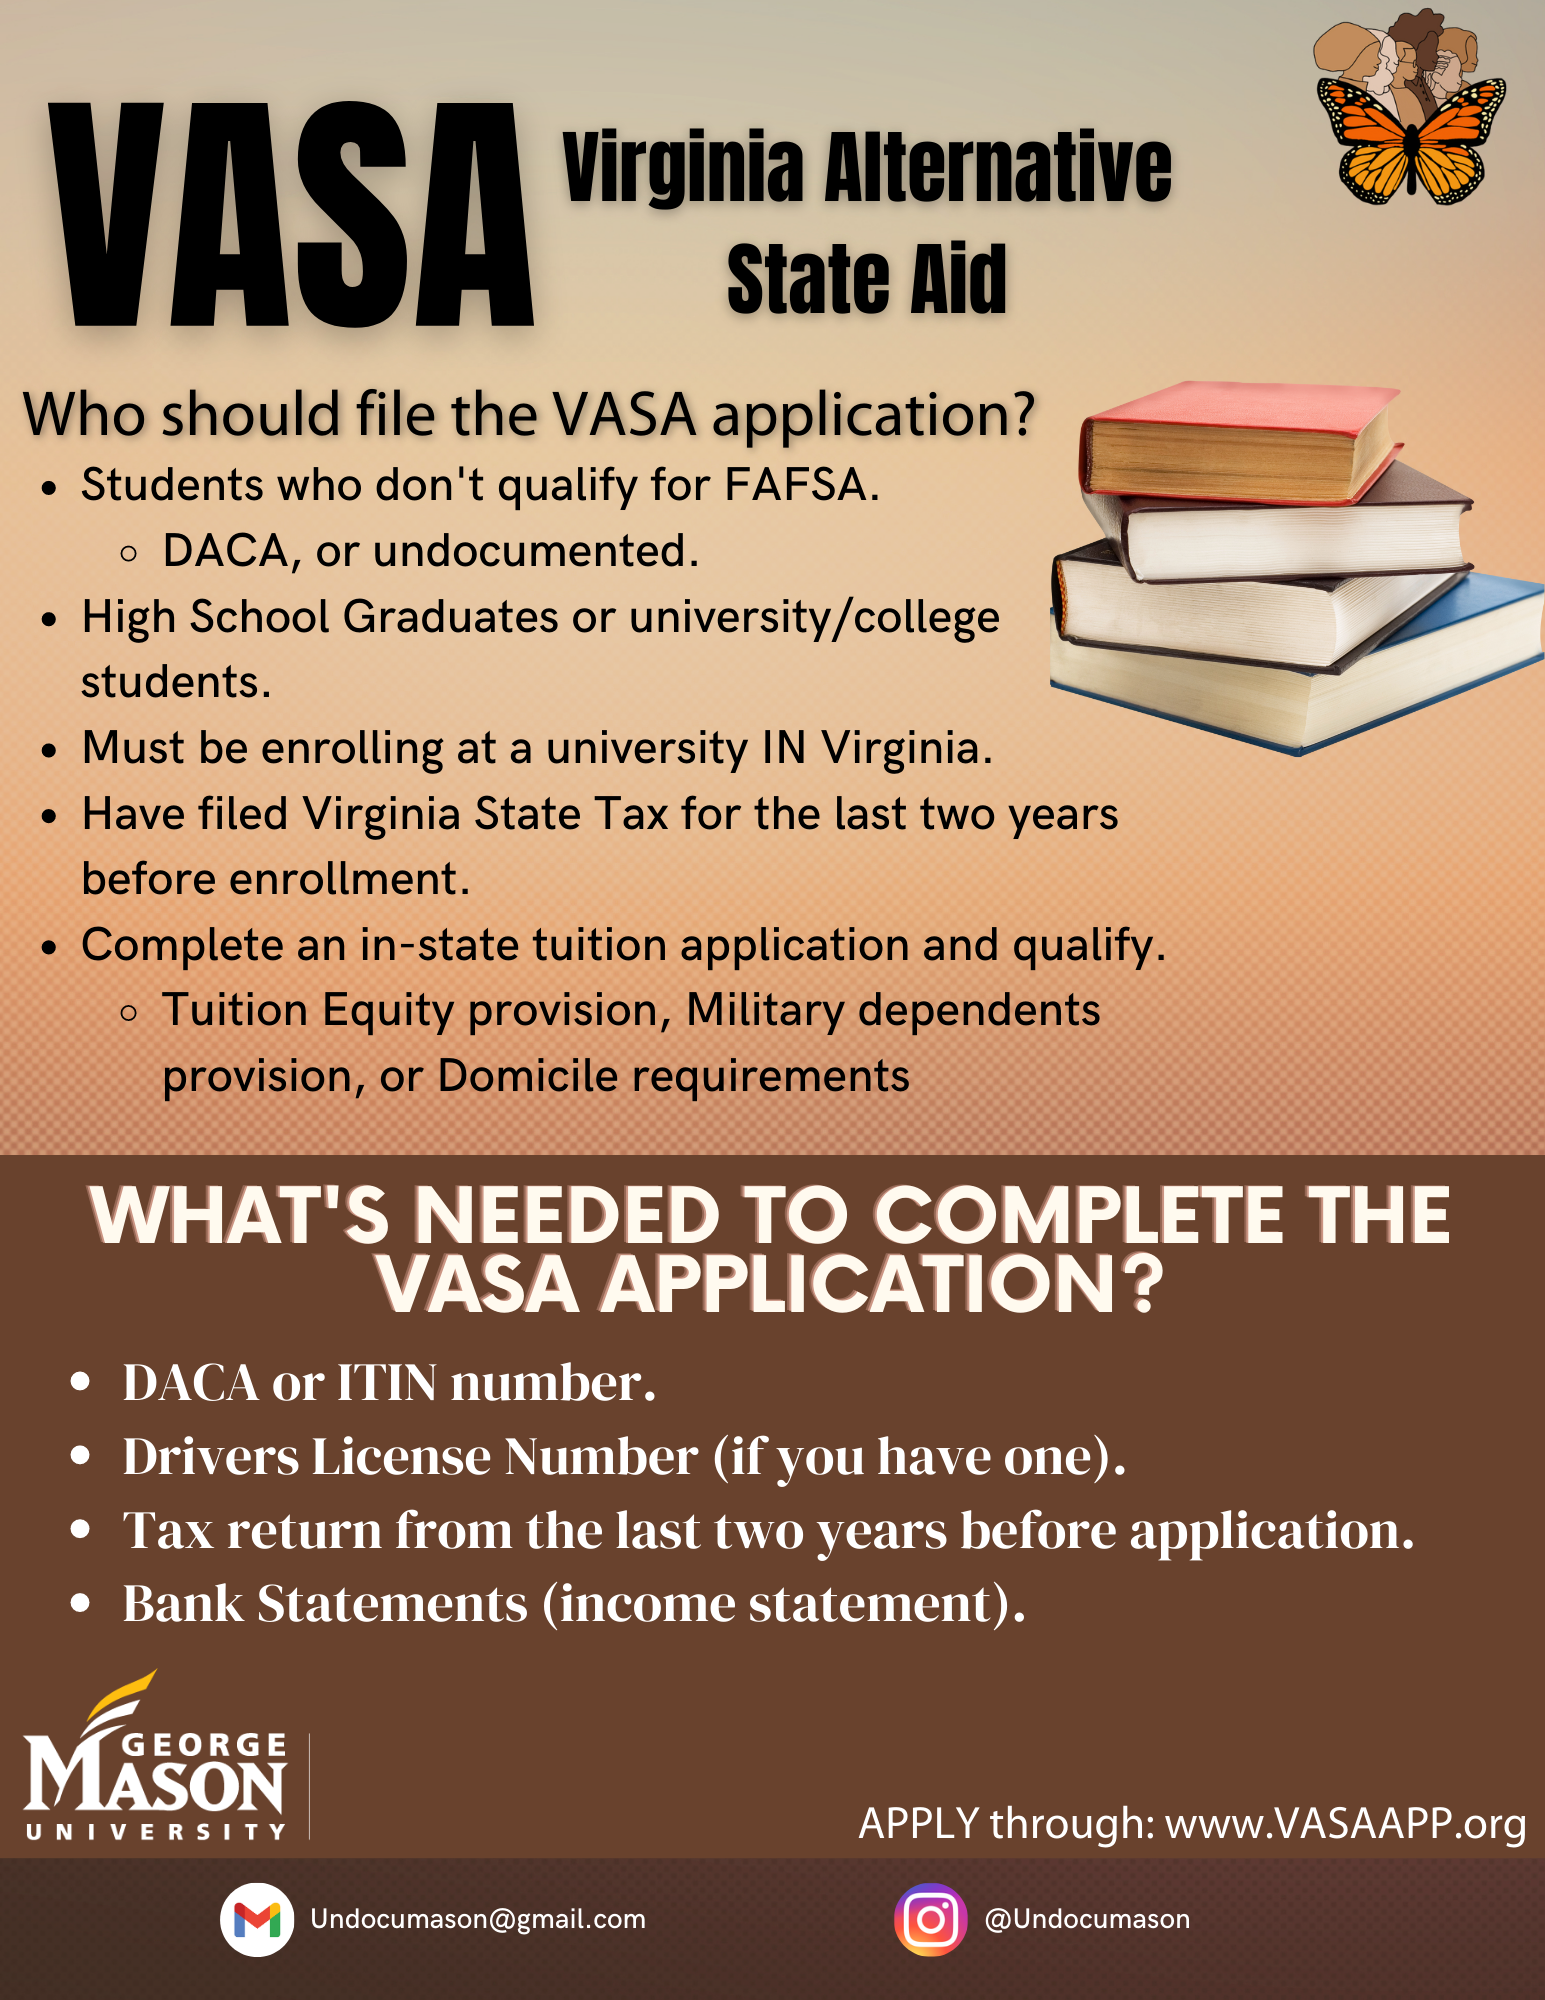 VASA
Virginia Alternative
State Aid
Who should file the VASA application?
• Students who don't qualify for FAFSA.
◦ DACA, or undocumented.
• High School Graduates or university/college
students.
• Must be enrolling at a university IN Virginia.
• Have filed Virginia State Tax for the last two years
before enrollment.
• Complete an in-state tuition application and qualify.
◦ Tuition Equity provision, Military dependents
provision, or Domicile requirements
WHAT'S NEEDED TO COMPLETE THE
VASA APPLICATION?
• DACA or ITIN number.
• Drivers License Number (if you have one).
• Tax return from the last two years before application.
• Bank Statements (income statement).
GEORGE
MASON
UNIVERSITY
APPLY through: www.VASAAPP.org
Undocumason@gmail.com
@Undocumason